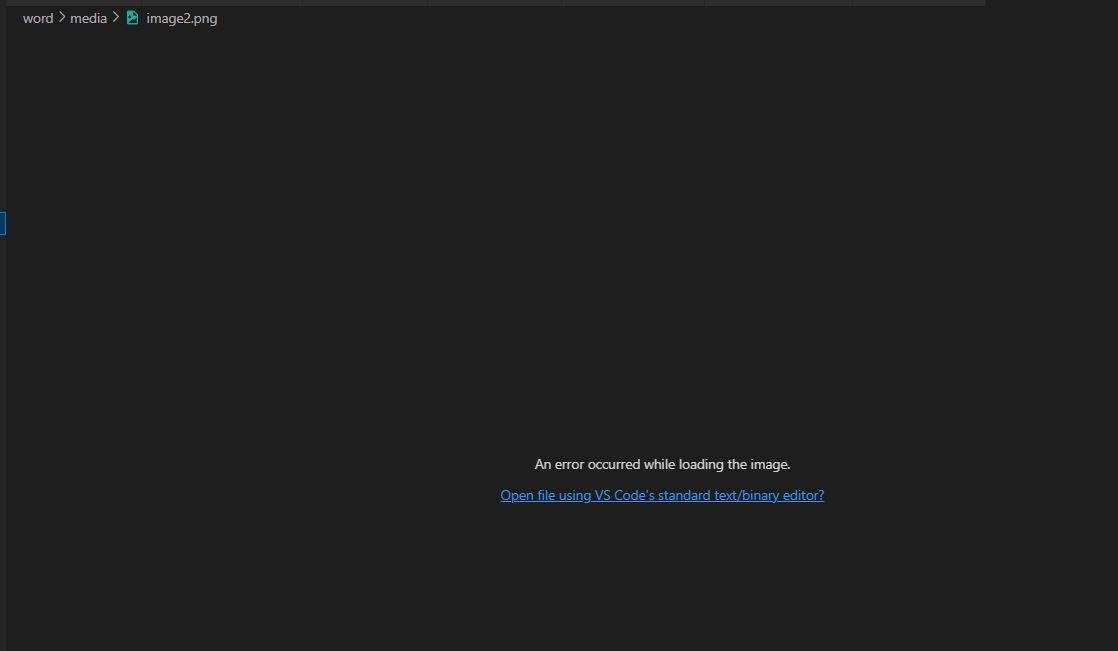 word > media > image2.png
An error occurred while loading the image.
Open file using VS Code's standard text/binary editor?